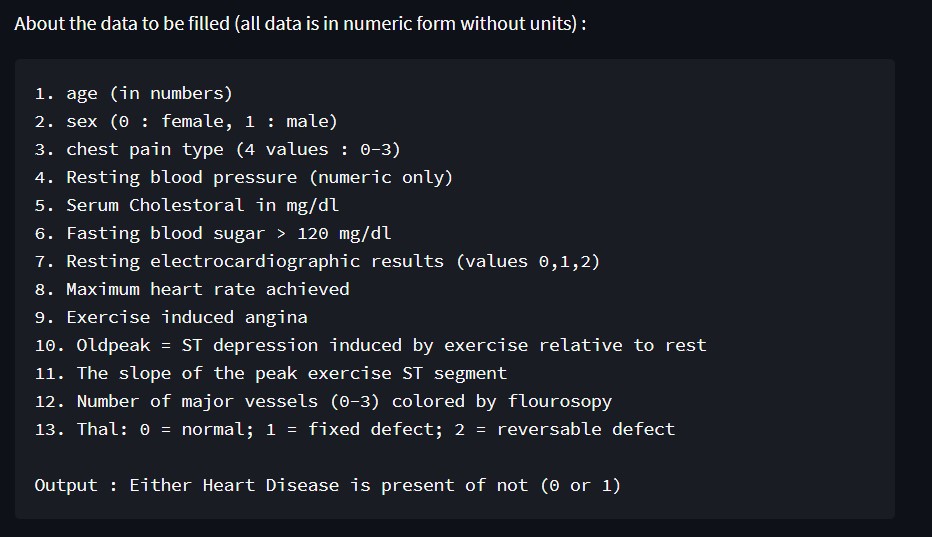 About the data to be filled (all data is in numeric form without units) :
1. age (in numbers)
2. sex (0 : female, 1 : male)
3. chest pain type (4 values : 0-3)
4. Resting blood pressure (numeric only)
5. Serum Cholestoral in mg/dl
6. Fasting blood sugar > 120 mg/dl
7. Resting electrocardiographic results (values 0,1,2)
8. Maximum heart rate achieved
9. Exercise induced angina
10. Oldpeak = ST depression induced by exercise relative to rest
11. The slope of the peak exercise ST segment
12. Number of major vessels (0-3) colored by flourosopy
13. Thal: 0 = normal; 1 = fixed defect; 2 = reversable defect
Output : Either Heart Disease is present of not (0 or 1)